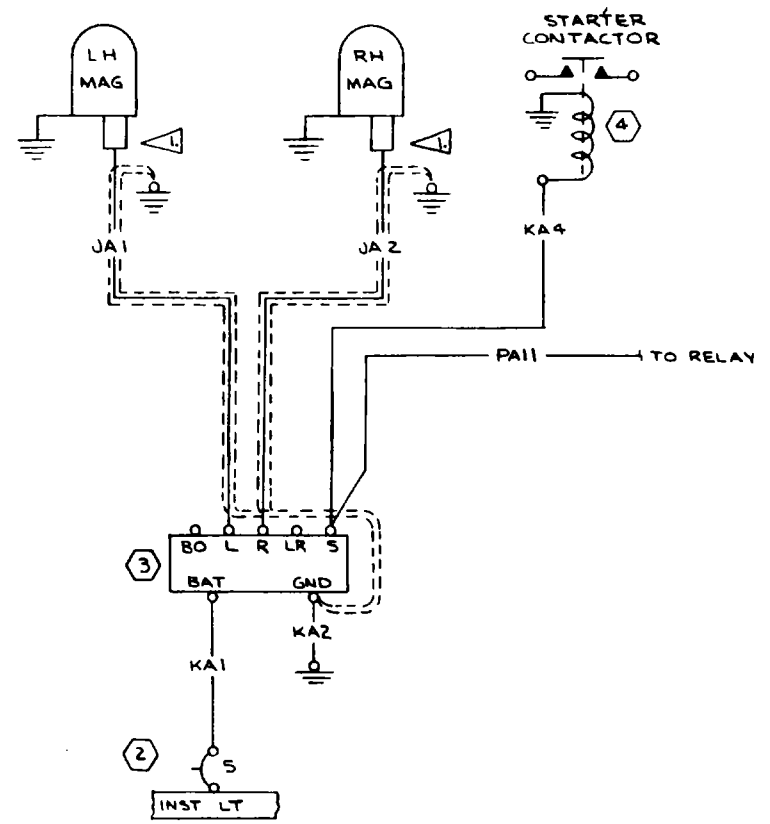 STARTER
CONTACTOR
LH
MAG
RH
MAG
1.
1.
4
JA1
JA2
KA4
PA11
TO RELAY
BO L R LR S
3
BAT GND
KA2
KA1
2
5
INST LT